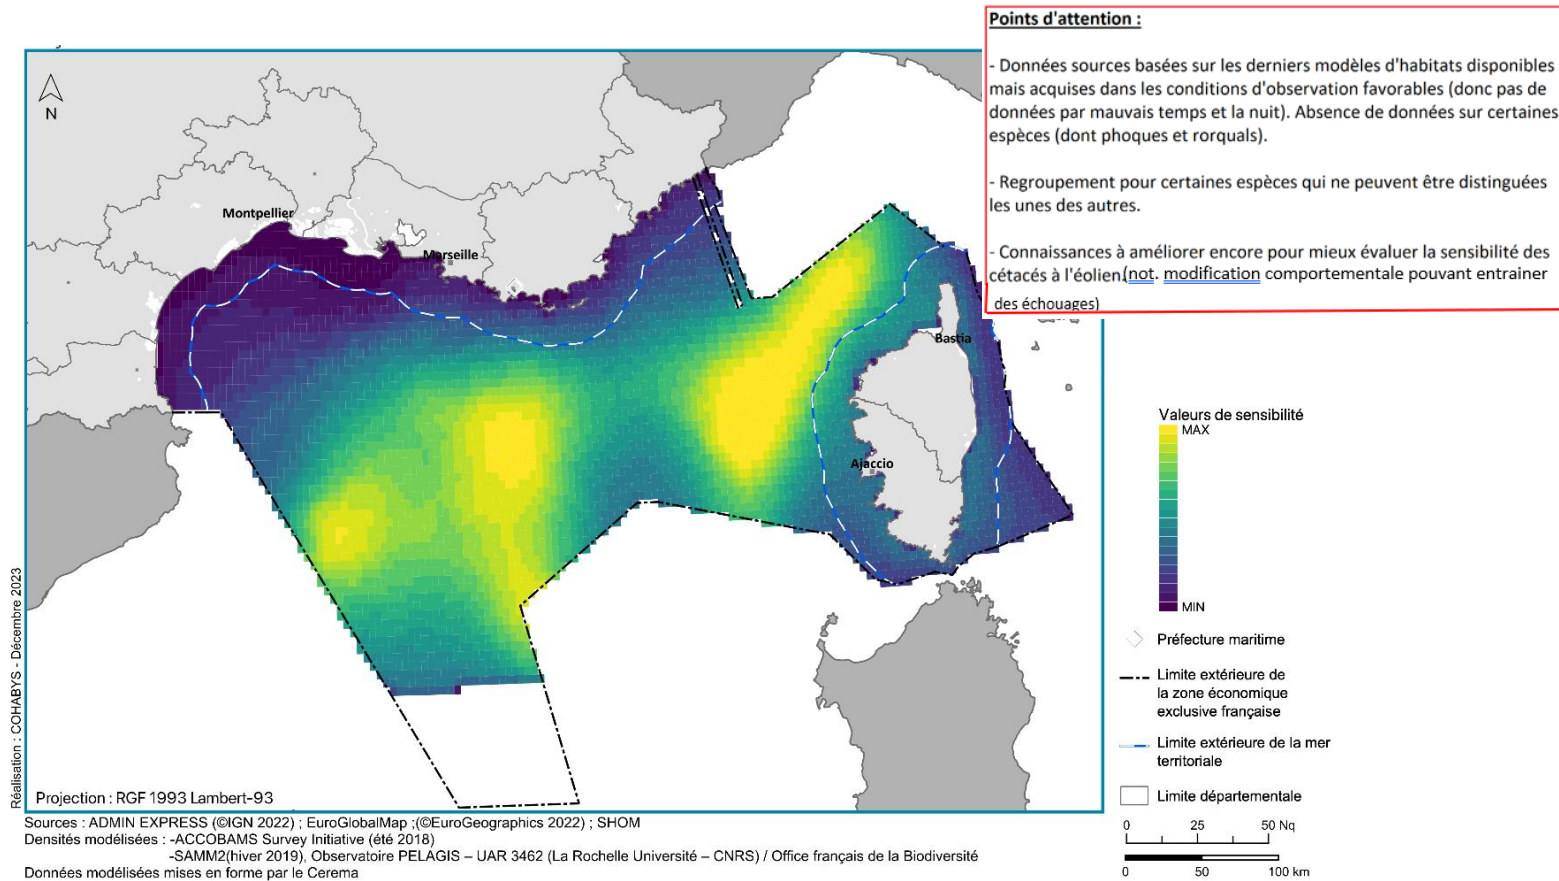 Points d'attention :
- Données sources basées sur les derniers modèles d'habitats disponibles
mais acquises dans les conditions d'observation favorables (donc pas de
données par mauvais temps et la nuit). Absence de données sur certaines
espèces (dont phoques et rorquals).
- Regroupement pour certaines espèces qui ne peuvent être distinguées
les unes des autres.
- Connaissances à améliorer encore pour mieux évaluer la sensibilité des
cétacés à l'éolien.(not. modification comportementale pouvant entrainer
des échouages)
N
Montpellier
Marseille
Bastia
Ajaccio
Valeurs de sensibilité
MAX
MIN
Préfecture maritime
Limite extérieure de
la zone économique
exclusive française
Limite extérieure de la mer
territoriale
Limite départementale
0 25 50 Nq
0 50 100 km
Réalisation : COHABYS - Décembre 2023
Projection : RGF 1993 Lambert-93
Sources : ADMIN EXPRESS (©IGN 2022) ; EuroGlobalMap ;(©EuroGeographics 2022) ; SHOM
Densités modélisées : -ACCOBAMS Survey Initiative (été 2018)
-SAMM2(hiver 2019), Observatoire PELAGIS – UAR 3462 (La Rochelle Université – CNRS) / Office français de la Biodiversité
Données modélisées mises en forme par le Cerema